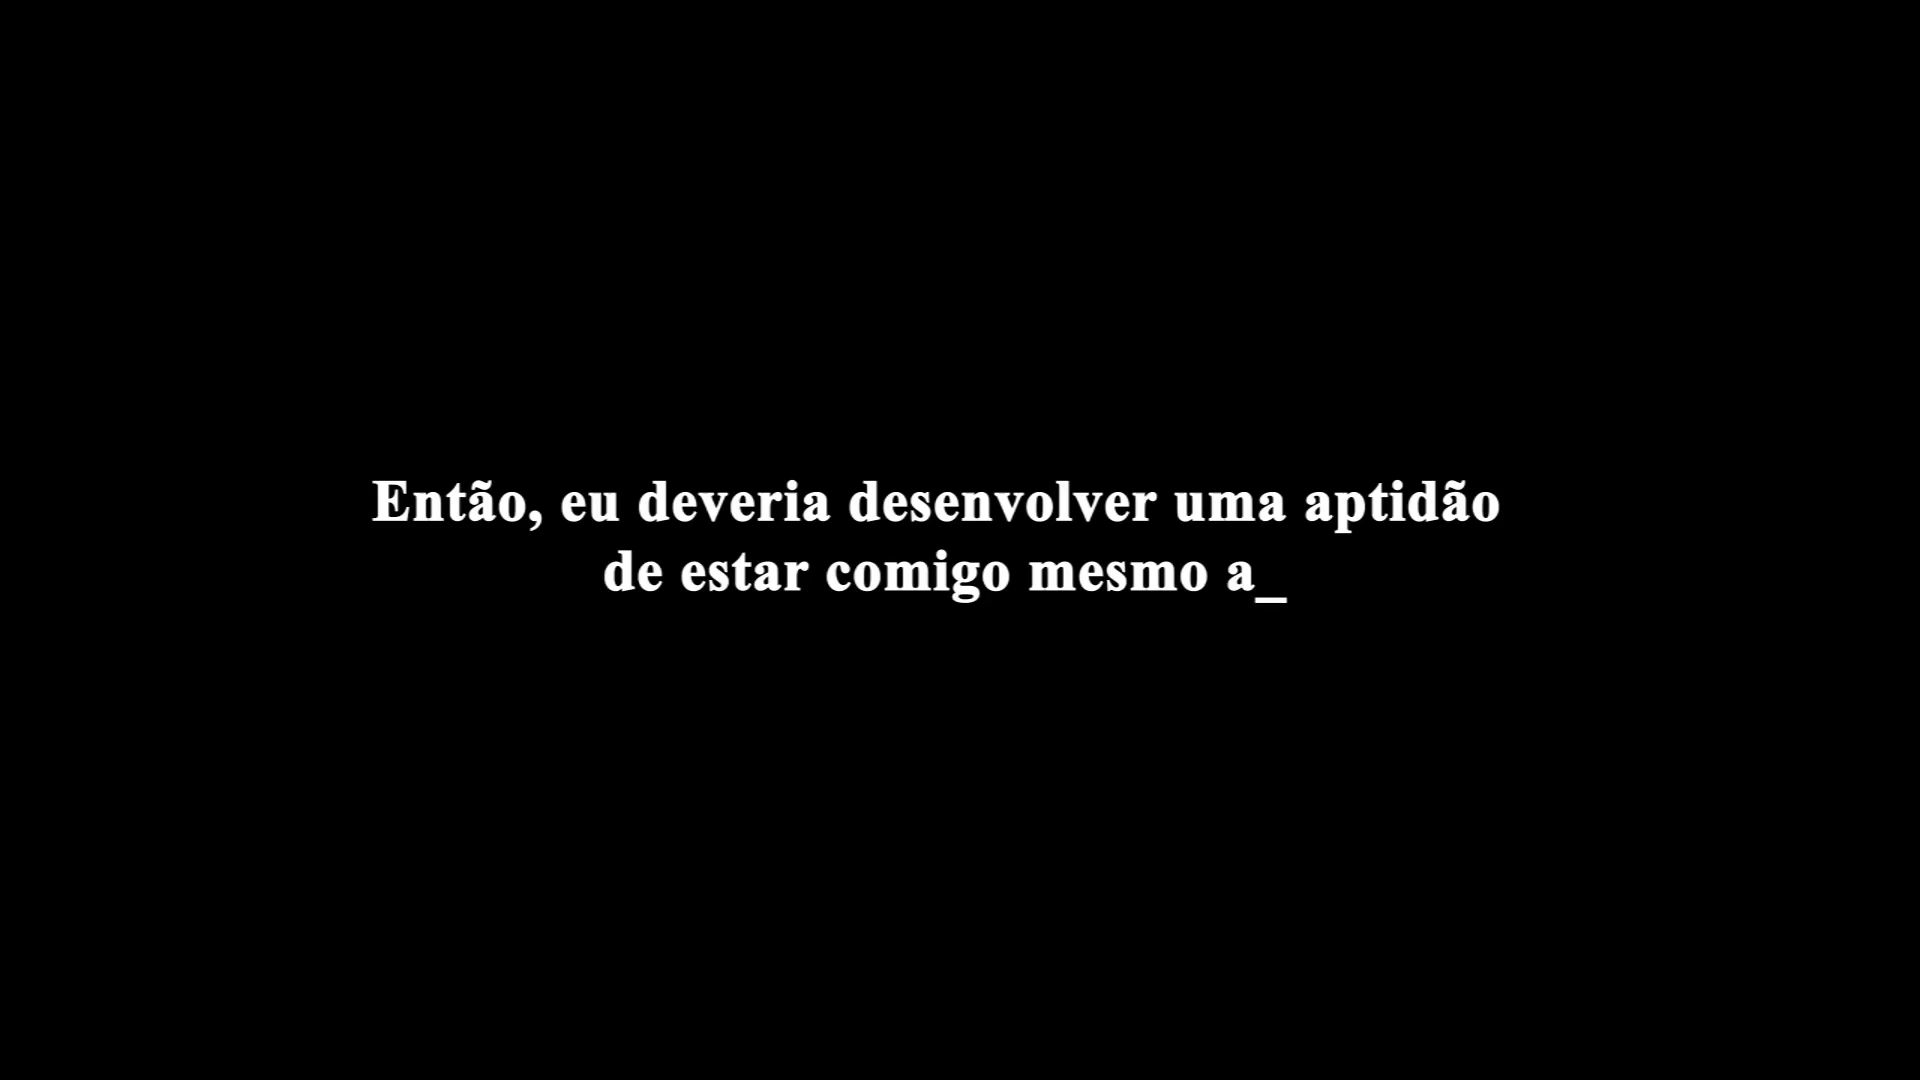 Então, eu deveria desenvolver uma aptidão
de estar comigo mesmo a_